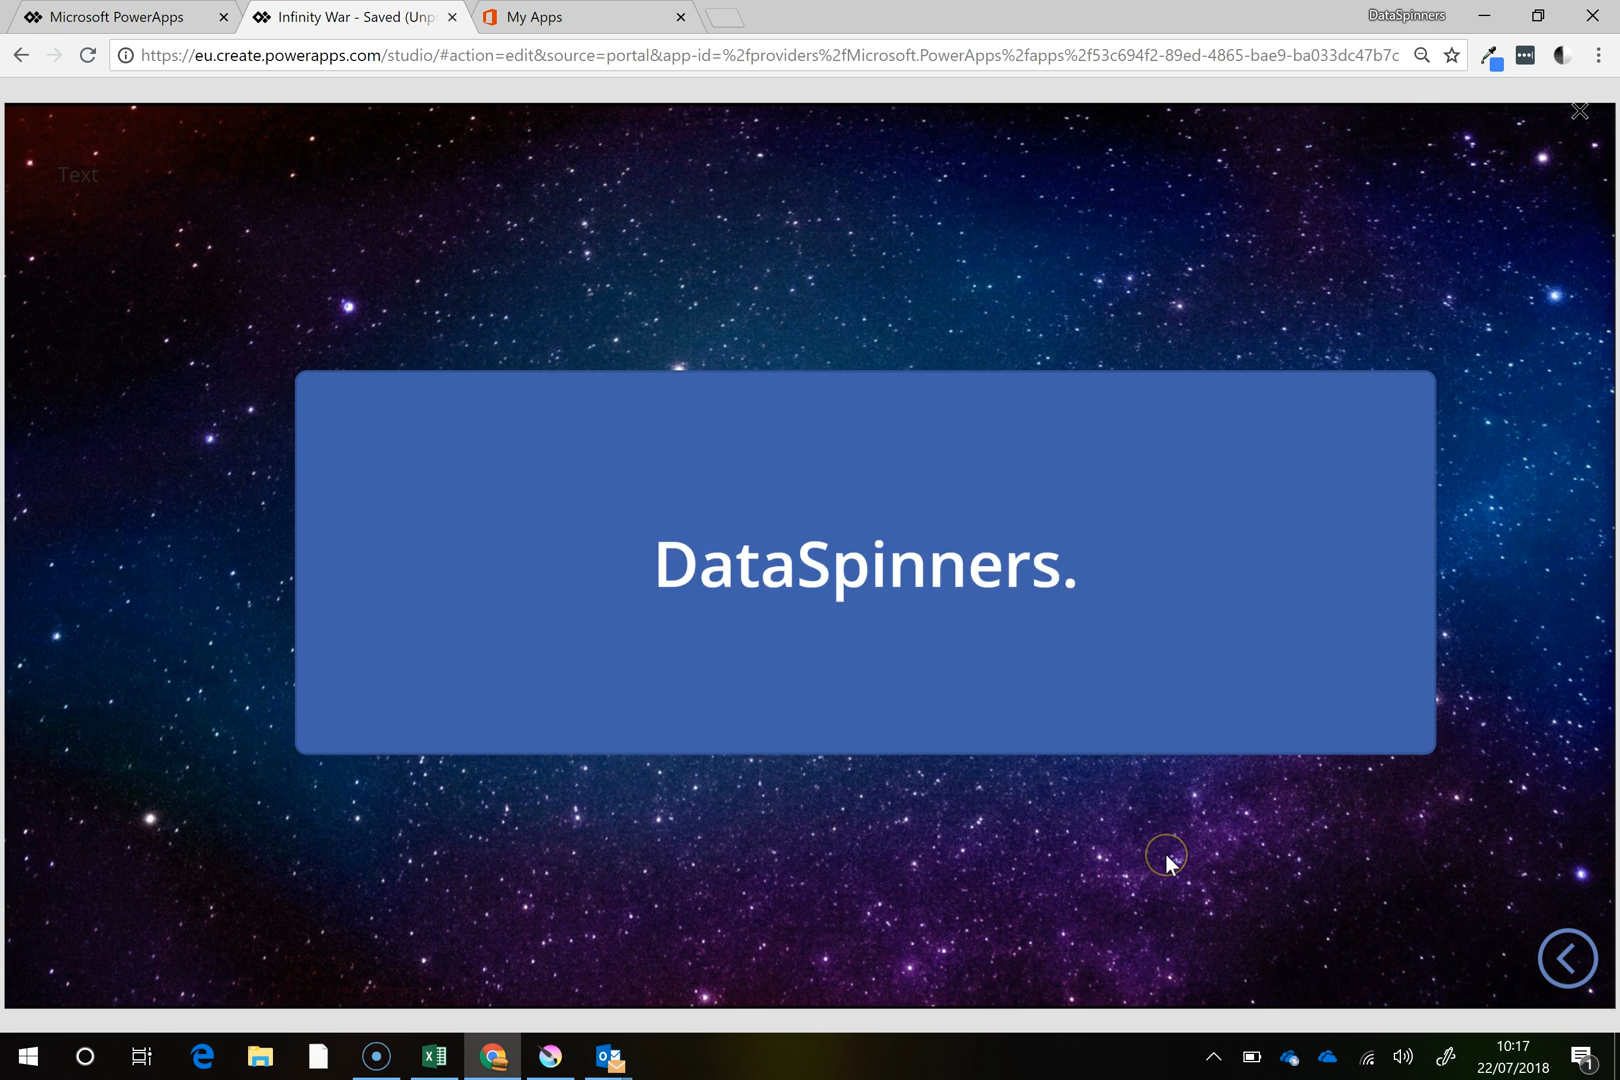 Microsoft PowerApps
Infinity War - Saved (Unp
My Apps
DataSpinners
https://eu.create.powerapps.com/studio/#action=edit&source=portal&app-id=%2fproviders%2fMicrosoft.PowerApps%2fapps%2f53c694f2-89ed-4865-bae9-ba033dc47b7c
Text
DataSpinners.
10:17
22/07/2018
1